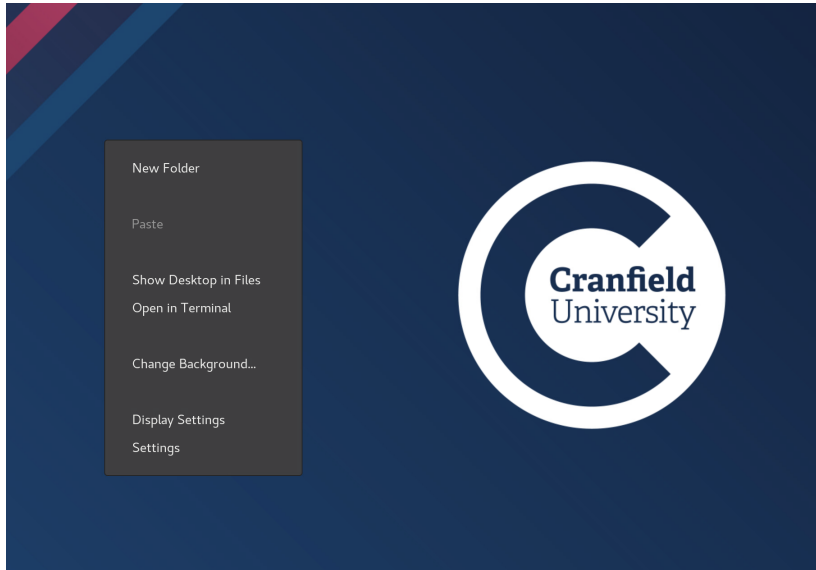 New Folder
Paste
Show Desktop in Files
Open in Terminal
Change Background...
Display Settings
Settings
Cranfield
University